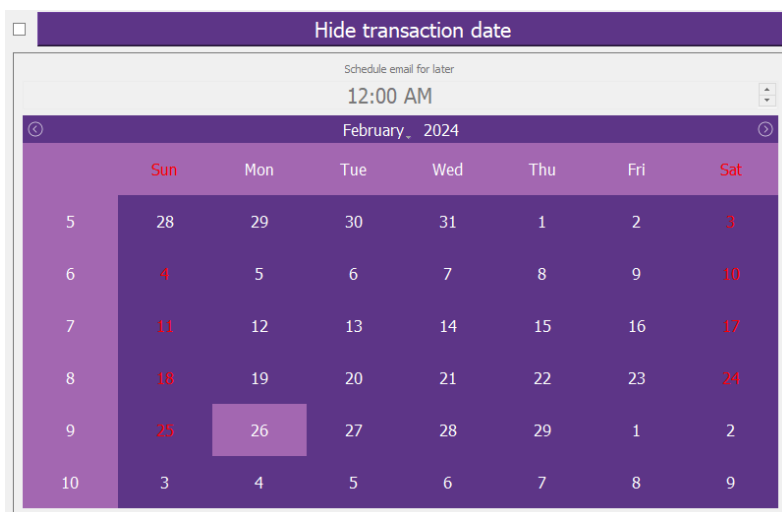 Hide transaction date
Schedule email for later
12:00 AM
February 2024
Sun Mon Tue Wed Thu Fri Sat
5 28 29 30 31 1 2 3
6 4 5 6 7 8 9 10
7 11 12 13 14 15 16 17
8 18 19 20 21 22 23 24
9 25 26 27 28 29 1 2
10 3 4 5 6 7 8 9